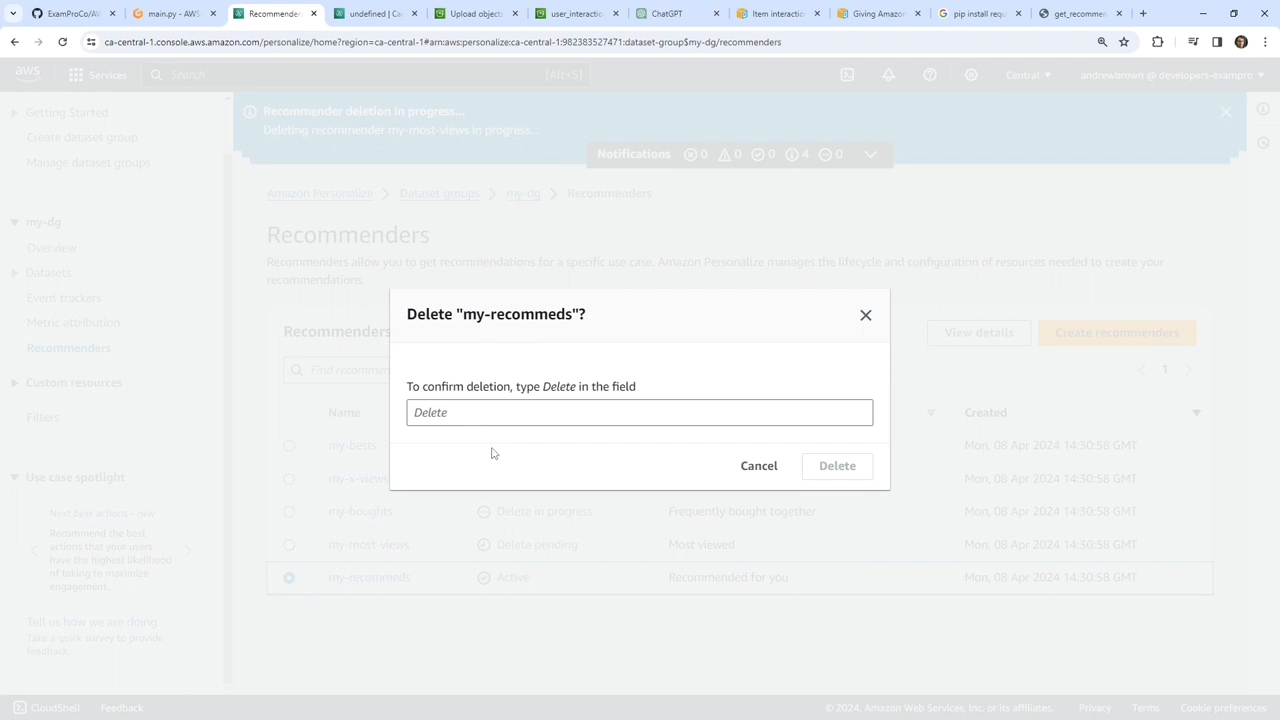 ExamProCo/AW
main.py - AWS
Recommender
undefined | Co
Upload objects
user_interactio
ChatGPT
Item interactio
Giving Amazon
pip install requ
get_recommen
ca-central-1.console.aws.amazon.com/personalize/home?region=ca-central-1#arn:aws:personalize:ca-central-1:982383527471:dataset-group$my-dg/recommenders
aws
Services
Search
[Alt+S]
Central
andrewbrown @ developers-exampro
Getting Started
Create dataset group
Manage dataset groups
my-dg
Overview
Datasets
Event trackers
Metric attribution
Recommenders
Custom resources
Filters
Use case spotlight
Next best actions - new
Recommend the best
actions that your users
have the highest likelihood
of taking to maximize
engagement.
Tell us how we are doing
Take a quick survey to provide
feedback.
Recommender deletion in progress...
Deleting recommender my-most-views in progress...
Notifications 0 0 0 4 0
Amazon Personalize Dataset groups my-dg Recommenders
Recommenders
Recommenders allow you to get recommendations for a specific use case. Amazon Personalize manages the lifecycle and configuration of resources needed to create your
recommendations.
Recommenders
View details
Create recommenders
Find recommen
1
Name
Created
my-bests
Mon, 08 Apr 2024 14:30:58 GMT
my-x-views
Mon, 08 Apr 2024 14:30:58 GMT
my-boughts
Delete in progress
Frequently bought together
Mon, 08 Apr 2024 14:30:58 GMT
my-most-views
Delete pending
Most viewed
Mon, 08 Apr 2024 14:30:58 GMT
my-recommeds
Active
Recommended for you
Mon, 08 Apr 2024 14:30:58 GMT
Delete "my-recommeds"?
To confirm deletion, type Delete in the field
Delete
Cancel
Delete
CloudShell
Feedback
© 2024, Amazon Web Services, Inc. or its affiliates.
Privacy
Terms
Cookie preferences